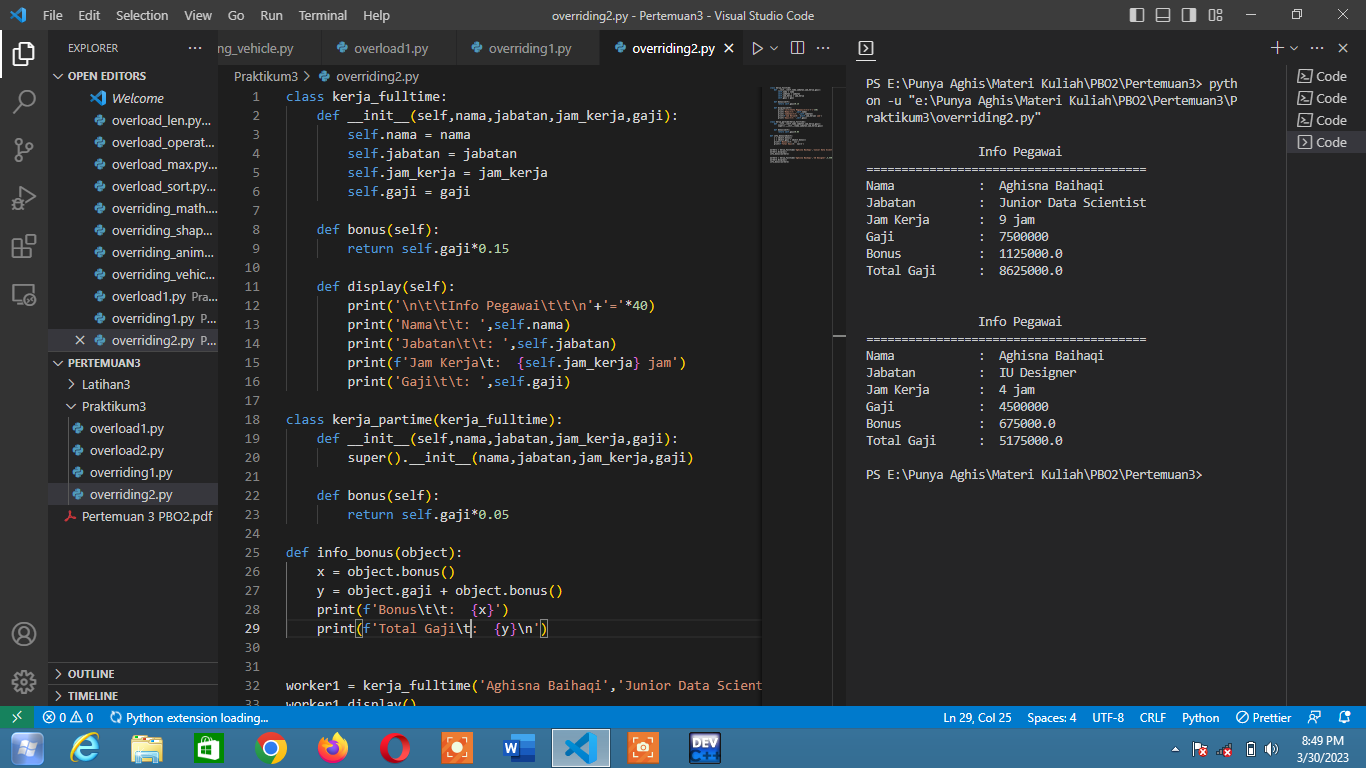 File Edit Selection View Go Run Terminal Help
overriding2.py - Pertemuan3 - Visual Studio Code
EXPLORER
OPEN EDITORS
Welcome
overload_len.py...
overload_operat...
overload_max.py...
overload_sort.py...
overriding_math....
overriding_shap...
overriding_anim...
overriding_vehic...
overload1.py Pra...
overriding1.py P...
overriding2.py P...
PERTEMUAN3
Latihan3
Praktikum3
overload1.py
overload2.py
overriding1.py
overriding2.py
Pertemuan 3 PBO2.pdf
OUTLINE
TIMELINE
ng_vehicle.py overload1.py overriding1.py overriding2.py
Praktikum3 > overriding2.py
1 class kerja_fulltime:
2 def __init__(self,nama,jabatan,jam_kerja,gaji):
3 self.nama = nama
4 self.jabatan = jabatan
5 self.jam_kerja = jam_kerja
6 self.gaji = gaji
7
8 def bonus(self):
9 return self.gaji*0.15
10
11 def display(self):
12 print('\n\t\tInfo Pegawai\t\t\n'+'='*40)
13 print('Nama\t\t: ',self.nama)
14 print('Jabatan\t\t: ',self.jabatan)
15 print(f'Jam Kerja\t:  {self.jam_kerja} jam')
16 print('Gaji\t\t: ',self.gaji)
17
18 class kerja_partime(kerja_fulltime):
19 def __init__(self,nama,jabatan,jam_kerja,gaji):
20 super().__init__(nama,jabatan,jam_kerja,gaji)
21
22 def bonus(self):
23 return self.gaji*0.05
24
25 def info_bonus(object):
26 x = object.bonus()
27 y = object.gaji + object.bonus()
28 print(f'Bonus\t\t:  {x}')
29 print(f'Total Gaji\t:  {y}\n')
30
31
32 worker1 = kerja_fulltime('Aghisna Baihaqi','Junior Data Scient
33 worker1.display()
PS E:\Punya Aghis\Materi Kuliah\PBO2\Pertemuan3> pyth
on -u "e:\Punya Aghis\Materi Kuliah\PBO2\Pertemuan3\P
raktikum3\overriding2.py"
Info Pegawai
========================================
Nama : Aghisna Baihaqi
Jabatan : Junior Data Scientist
Jam Kerja : 9 jam
Gaji : 7500000
Bonus : 1125000.0
Total Gaji : 8625000.0
Info Pegawai
========================================
Nama : Aghisna Baihaqi
Jabatan : IU Designer
Jam Kerja : 4 jam
Gaji : 4500000
Bonus : 675000.0
Total Gaji : 5175000.0
PS E:\Punya Aghis\Materi Kuliah\PBO2\Pertemuan3>
Code
Code
Code
Code
0 0 Python extension loading...
Ln 29, Col 25 Spaces: 4 UTF-8 CRLF Python Prettier
W DEV C++
8:49 PM
3/30/2023